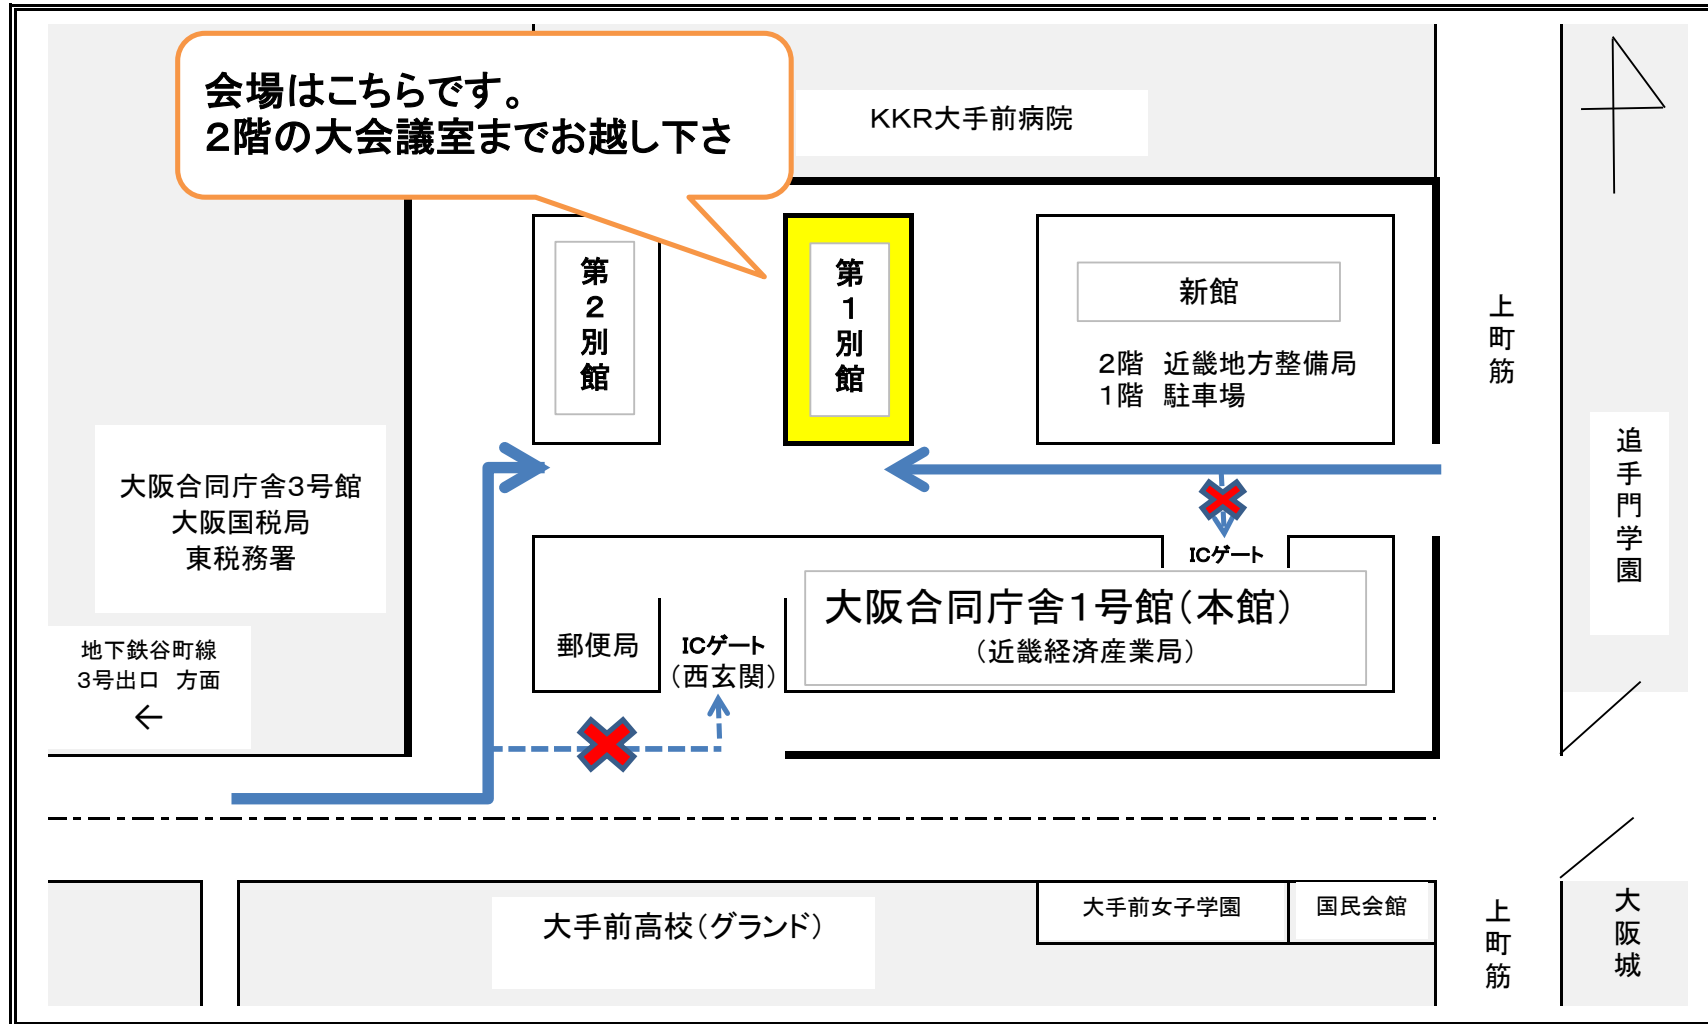 会場はこちらです。
２階の大会議室までお越し下さ
KKR大手前病院
第２別館
第１別館
新館
2階　近畿地方整備局
1階　駐車場
上町筋
追手門学園
大阪合同庁舎3号館
大阪国税局
東税務署
地下鉄谷町線
3号出口　方面
←
ICゲート
大阪合同庁舎１号館（本館）
（近畿経済産業局）
郵便局
ICゲート
（西玄関）
大手前高校（グランド）
大手前女子学園
国民会館
上町筋
大阪城